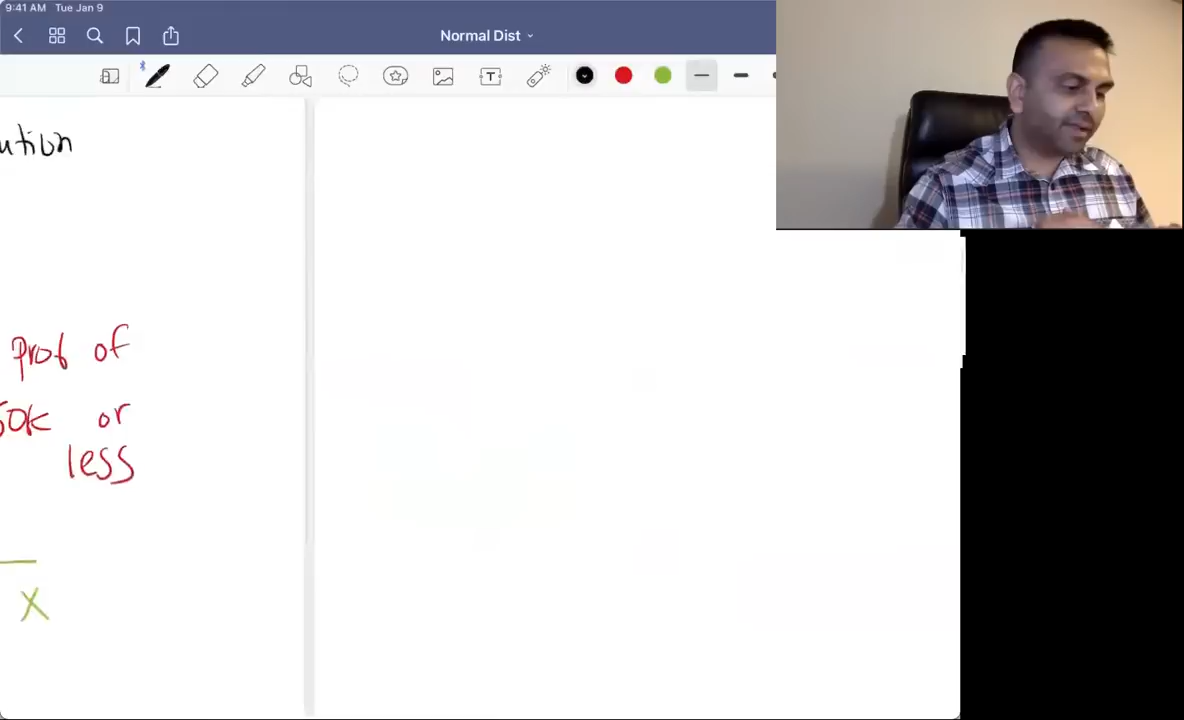 9:41 AM Tue Jan 9
Normal Dist
T
ution
prob of
50k or
less
X